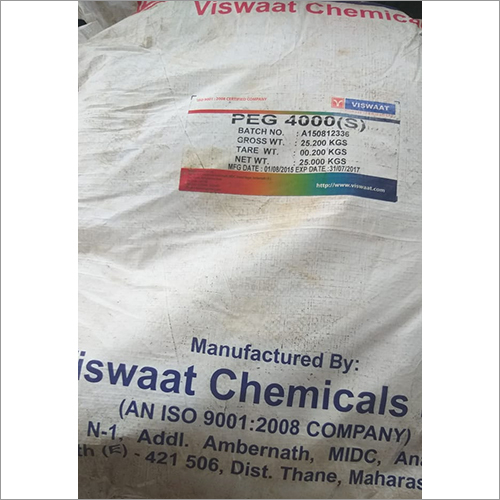 Viswaat Chemicals
VISWAAT
PEG 4000(S)
BATCH NO. : A150812336
GROSS WT. : 25.200 KGS
TARE WT. : 00.200 KGS
NET WT. : 25.000 KGS
MFG DATE : 01/08/2015 EXP DATE :31/07/2017
http://www.viswaat.com
Manufactured By:
iswaat Chemicals
(AN ISO 9001:2008 COMPANY)
N-1, Addl. Ambernath, MIDC, Ana
th (E) - 421 506, Dist. Thane, Maharas